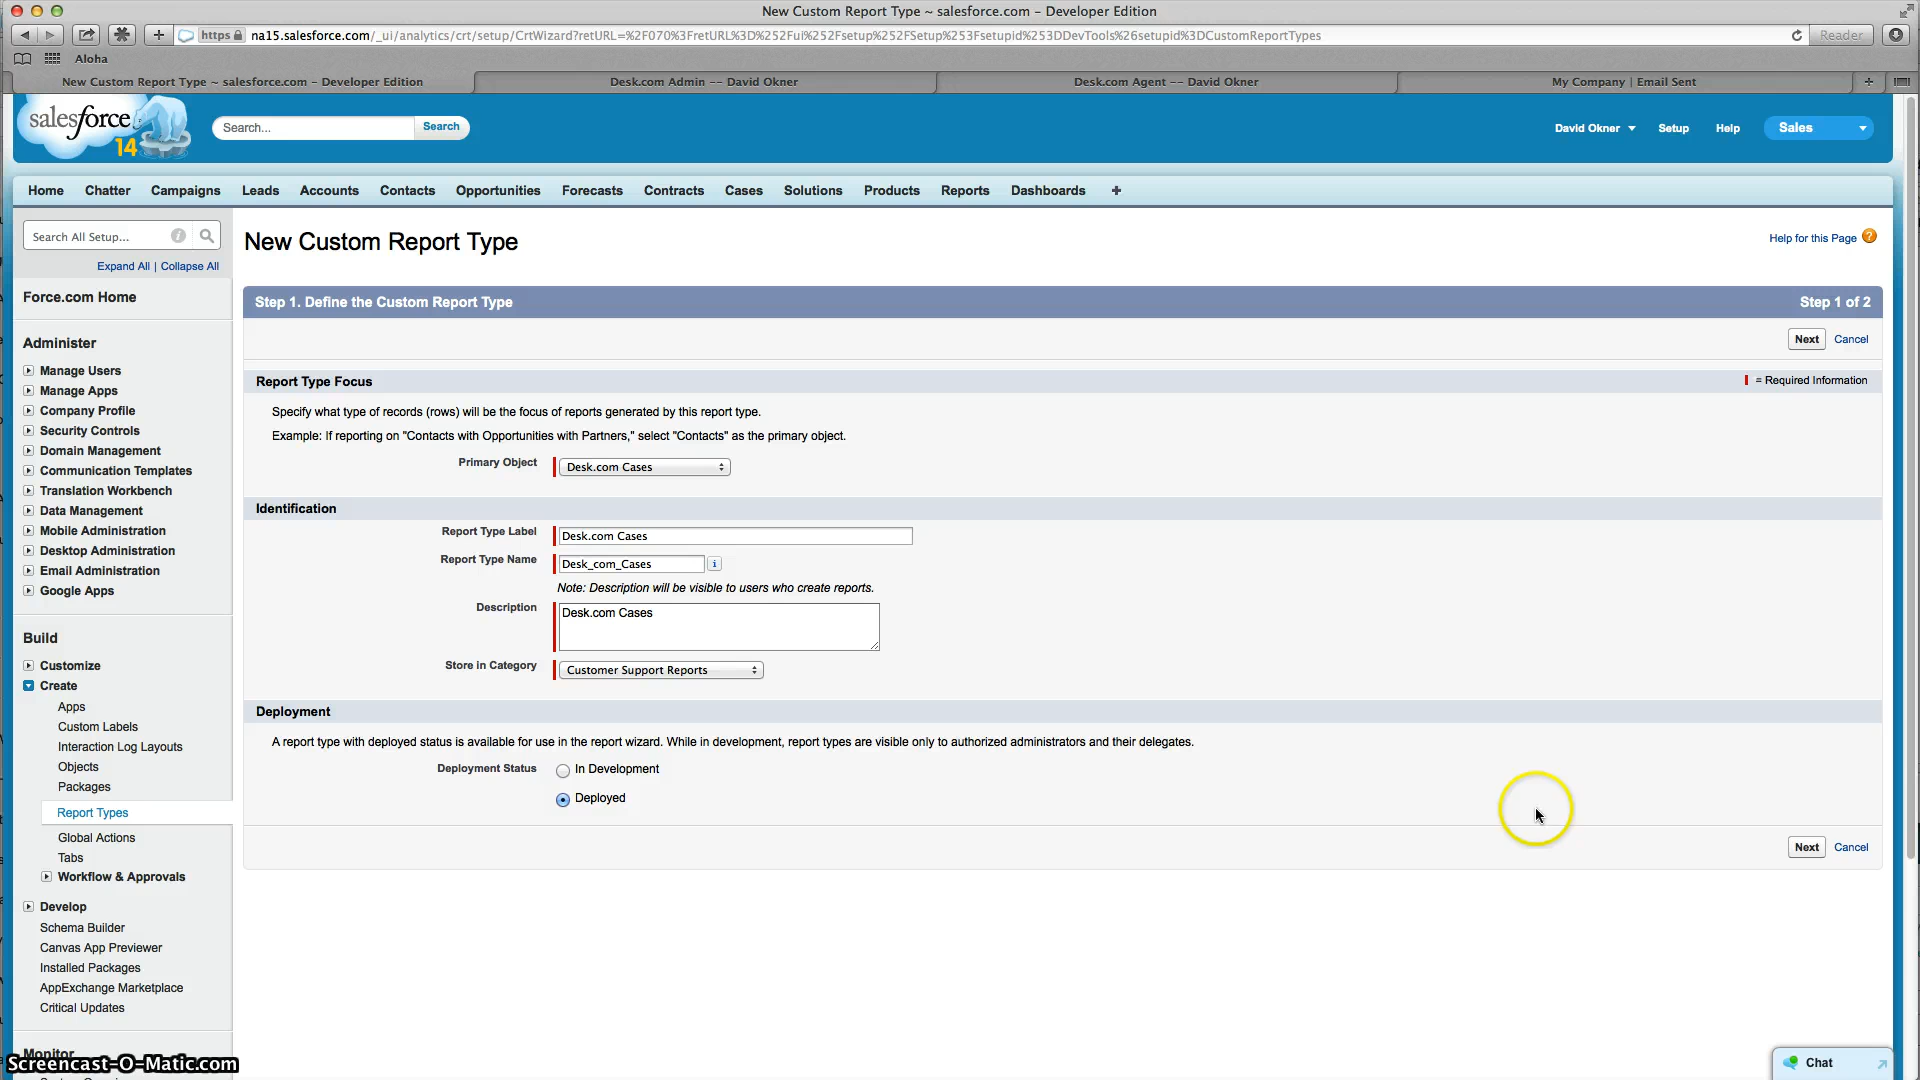 New Custom Report Type ~ salesforce.com – Developer Edition
https na15.salesforce.com/_ui/analytics/crt/setup/CrtWizard?retURL=%2F070%3FretURL%3D%252Fui%252Fsetup%252FSetup%253Fsetupid%253DDevTools%26setupid%3DCustomReportTypes
Reader
Aloha
New Custom Report Type ~ salesforce.com – Developer Edition
Desk.com Admin -- David Okner
Desk.com Agent -- David Okner
My Company | Email Sent
salesforce
14
Search...
Search
David Okner
Setup
Help
Sales
Home
Chatter
Campaigns
Leads
Accounts
Contacts
Opportunities
Forecasts
Contracts
Cases
Solutions
Products
Reports
Dashboards
Search All Setup...
Expand All | Collapse All
Force.com Home
Administer
Manage Users
Manage Apps
Company Profile
Security Controls
Domain Management
Communication Templates
Translation Workbench
Data Management
Mobile Administration
Desktop Administration
Email Administration
Google Apps
Build
Customize
Create
Apps
Custom Labels
Interaction Log Layouts
Objects
Packages
Report Types
Global Actions
Tabs
Workflow & Approvals
Develop
Schema Builder
Canvas App Previewer
Installed Packages
AppExchange Marketplace
Critical Updates
Monitor
New Custom Report Type
Help for this Page
Step 1. Define the Custom Report Type
Step 1 of 2
Next
Cancel
Report Type Focus
= Required Information
Specify what type of records (rows) will be the focus of reports generated by this report type.
Example: If reporting on "Contacts with Opportunities with Partners," select "Contacts" as the primary object.
Primary Object
Desk.com Cases
Identification
Report Type Label
Desk.com Cases
Report Type Name
Desk_com_Cases
Note: Description will be visible to users who create reports.
Description
Desk.com Cases
Store in Category
Customer Support Reports
Deployment
A report type with deployed status is available for use in the report wizard. While in development, report types are visible only to authorized administrators and their delegates.
Deployment Status
In Development
Deployed
Next
Cancel
Chat
Screencast-O-Matic.com